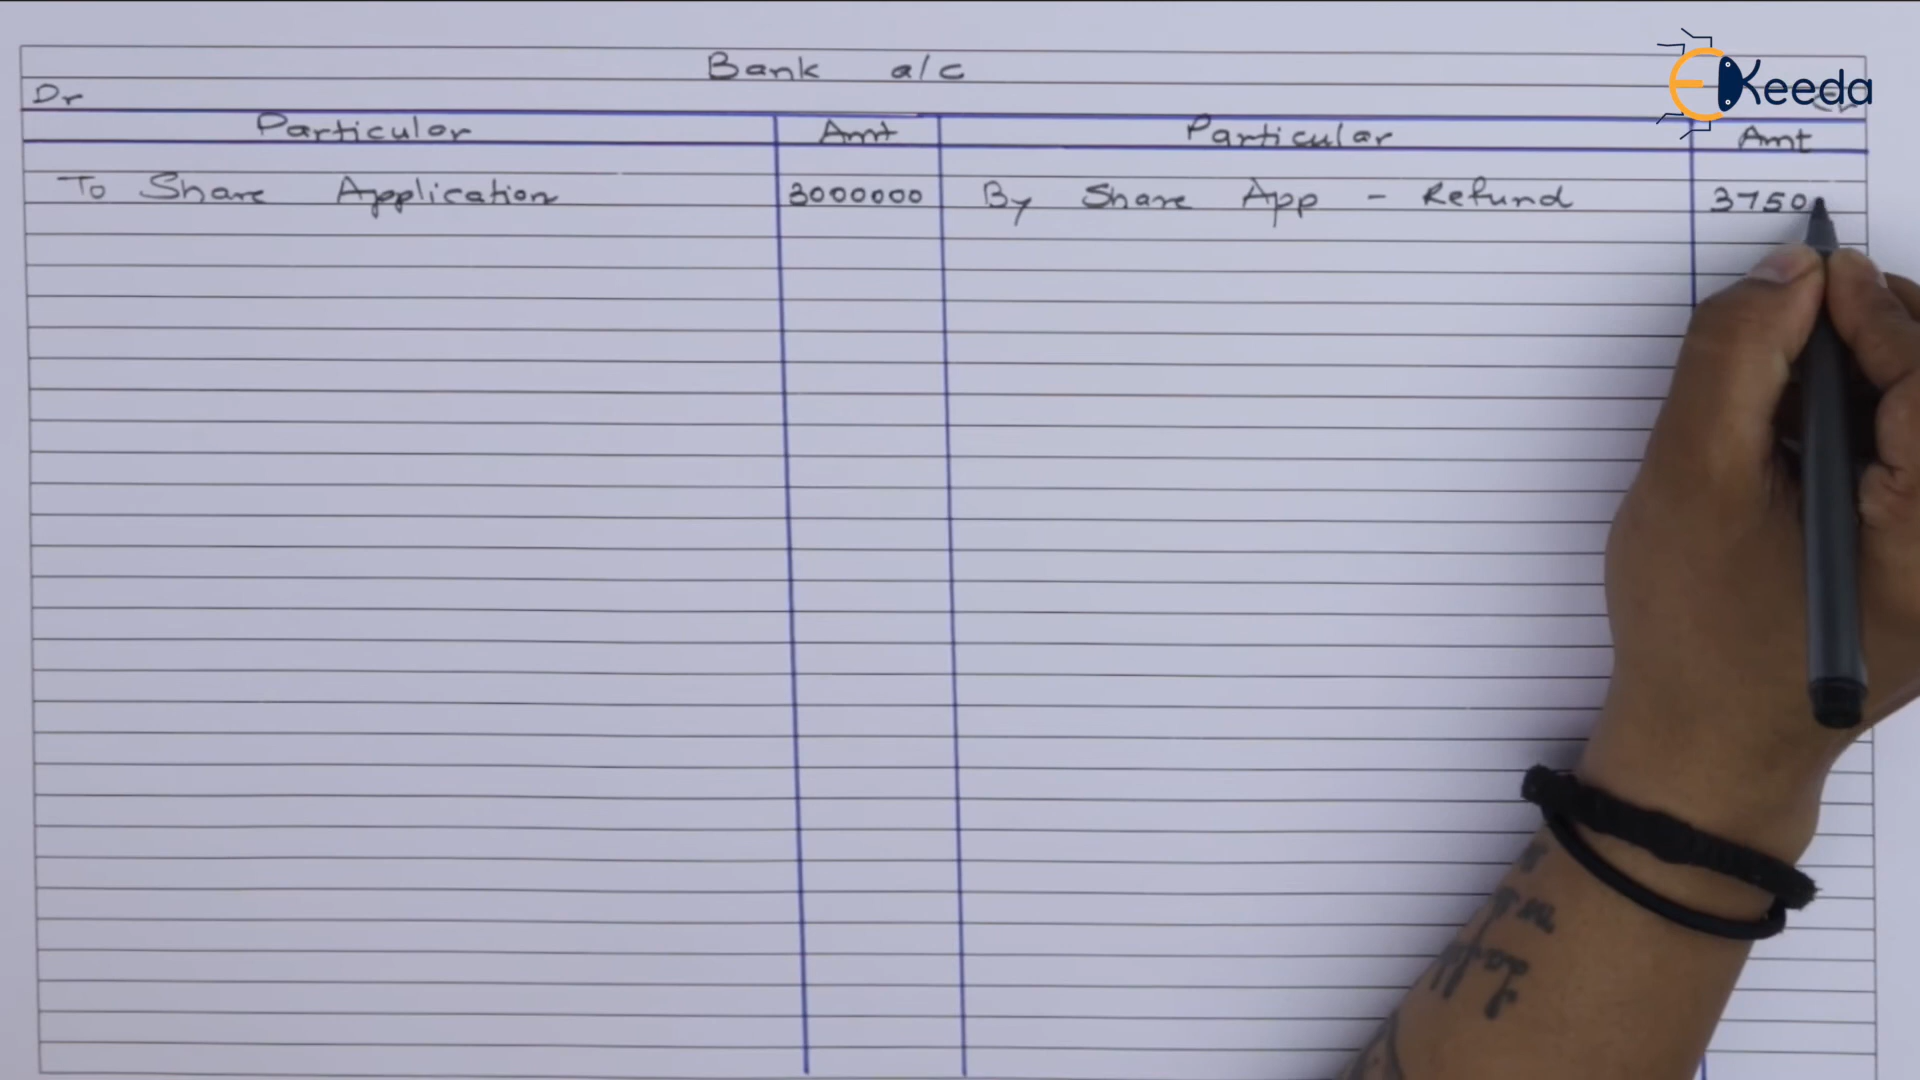 Bank a/c
Keeda
Dr
Particular Amt Particular Amt
To Share Application 3000000 By Share App - Refund 3750